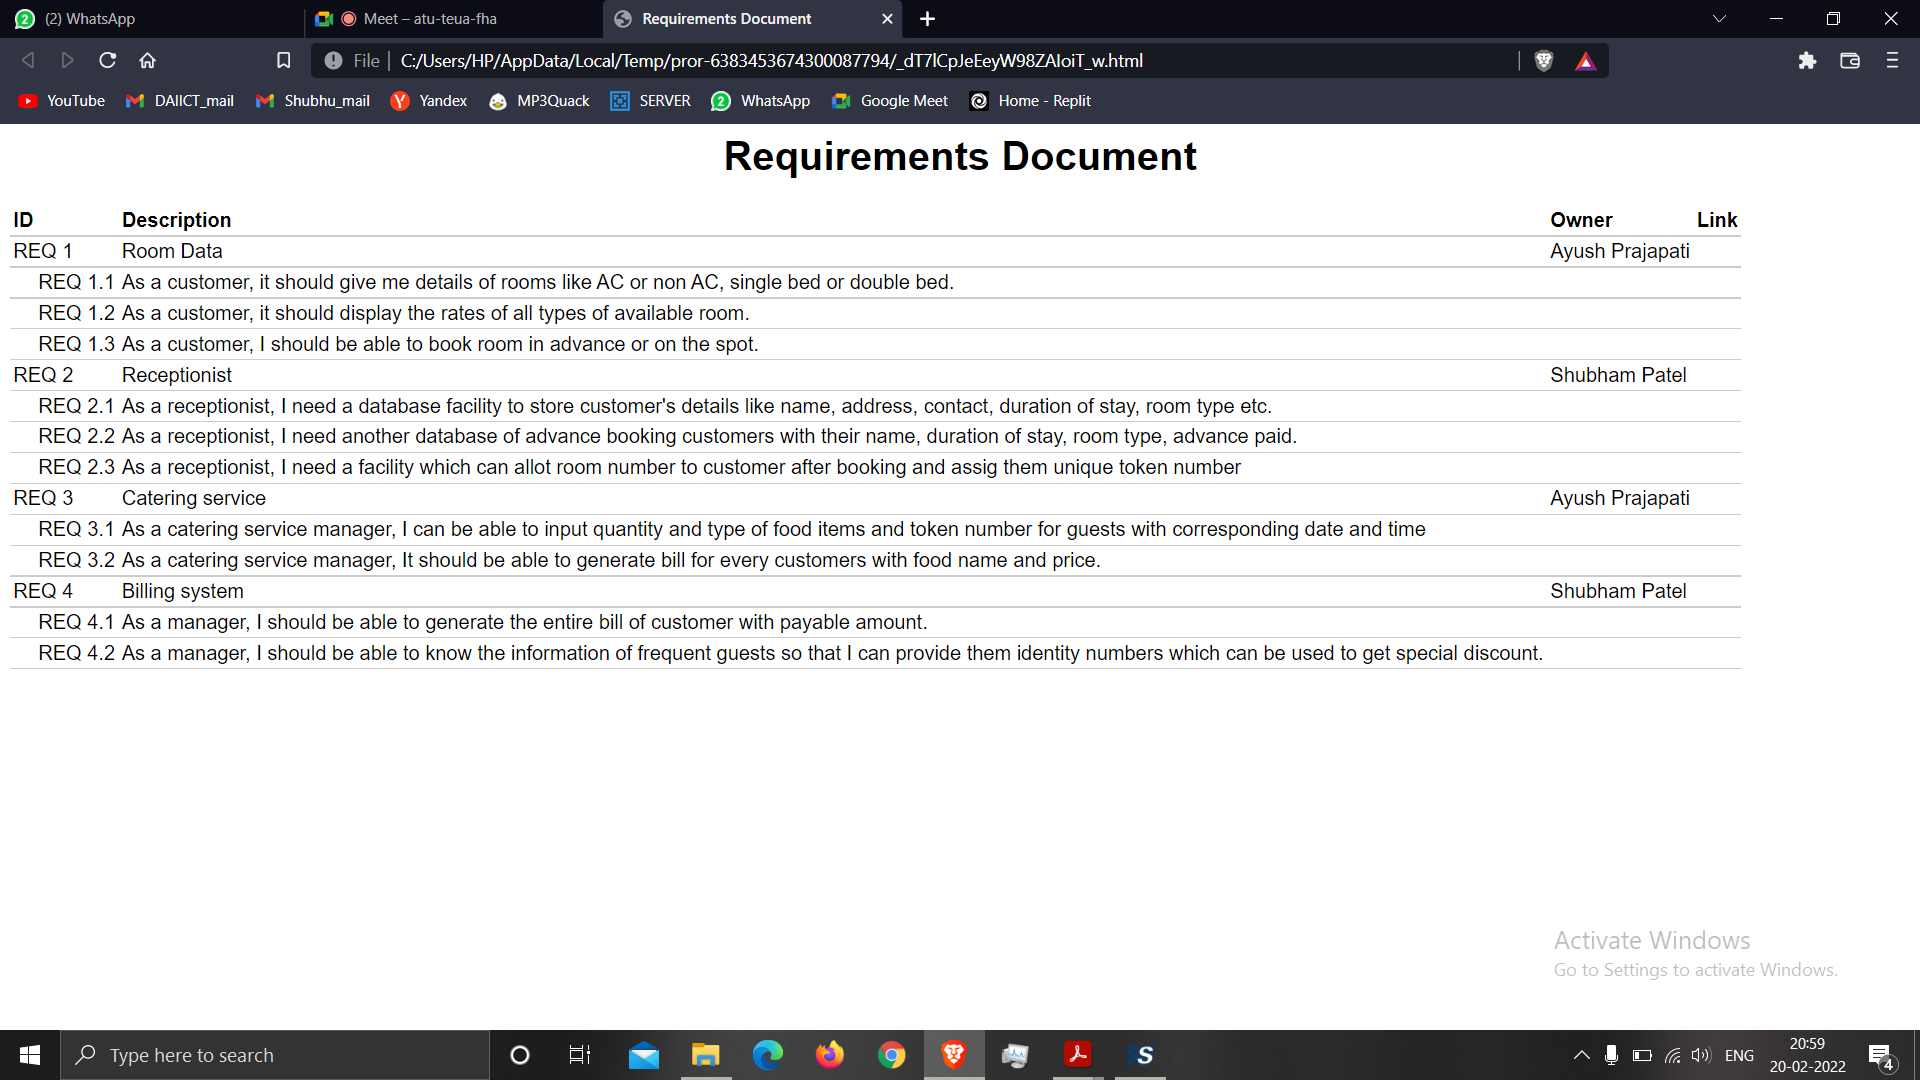 (2) WhatsApp
Meet – atu-teua-fha
Requirements Document
File
C:/Users/HP/AppData/Local/Temp/pror-6383453674300087794/_dT7lCpJeEeyW98ZAIoiT_w.html
YouTube
DAIICT_mail
Shubhu_mail
Yandex
MP3Quack
SERVER
WhatsApp
Google Meet
Home - Replit
Requirements Document
ID Description Owner Link
REQ 1 Room Data Ayush Prajapati
REQ 1.1 As a customer, it should give me details of rooms like AC or non AC, single bed or double bed.
REQ 1.2 As a customer, it should display the rates of all types of available room.
REQ 1.3 As a customer, I should be able to book room in advance or on the spot.
REQ 2 Receptionist Shubham Patel
REQ 2.1 As a receptionist, I need a database facility to store customer's details like name, address, contact, duration of stay, room type etc.
REQ 2.2 As a receptionist, I need another database of advance booking customers with their name, duration of stay, room type, advance paid.
REQ 2.3 As a receptionist, I need a facility which can allot room number to customer after booking and assig them unique token number
REQ 3 Catering service Ayush Prajapati
REQ 3.1 As a catering service manager, I can be able to input quantity and type of food items and token number for guests with corresponding date and time
REQ 3.2 As a catering service manager, It should be able to generate bill for every customers with food name and price.
REQ 4 Billing system Shubham Patel
REQ 4.1 As a manager, I should be able to generate the entire bill of customer with payable amount.
REQ 4.2 As a manager, I should be able to know the information of frequent guests so that I can provide them identity numbers which can be used to get special discount.
Activate Windows
Go to Settings to activate Windows.
Type here to search
ENG
20:59
20-02-2022
4